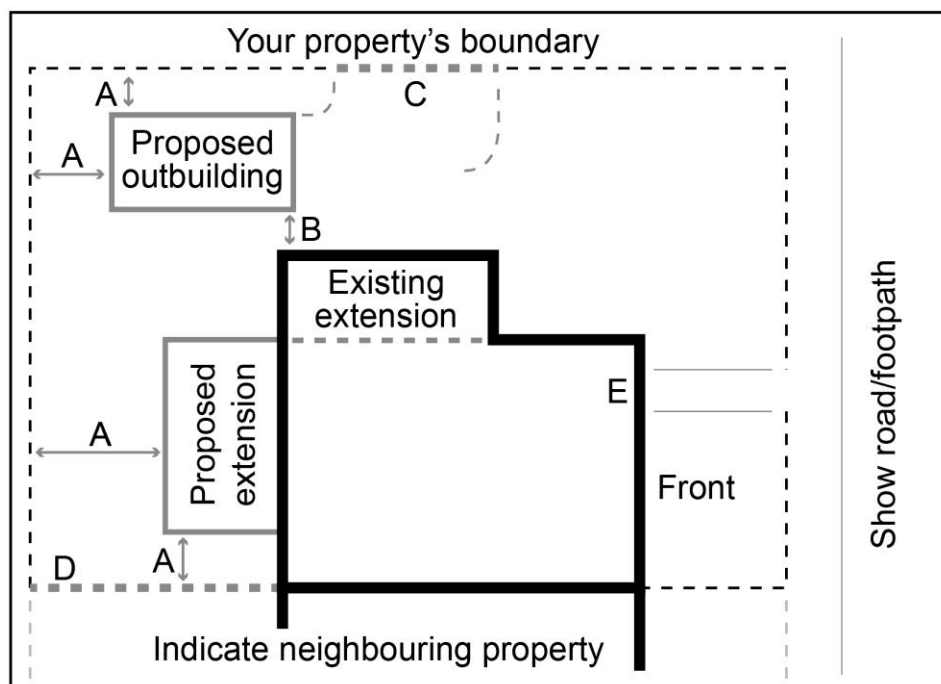 Your property’s boundary
A
C
Proposed
outbuilding
A
B
Existing
extension
Proposed
extension
A
E
Front
Show road/footpath
A
D
Indicate neighbouring property